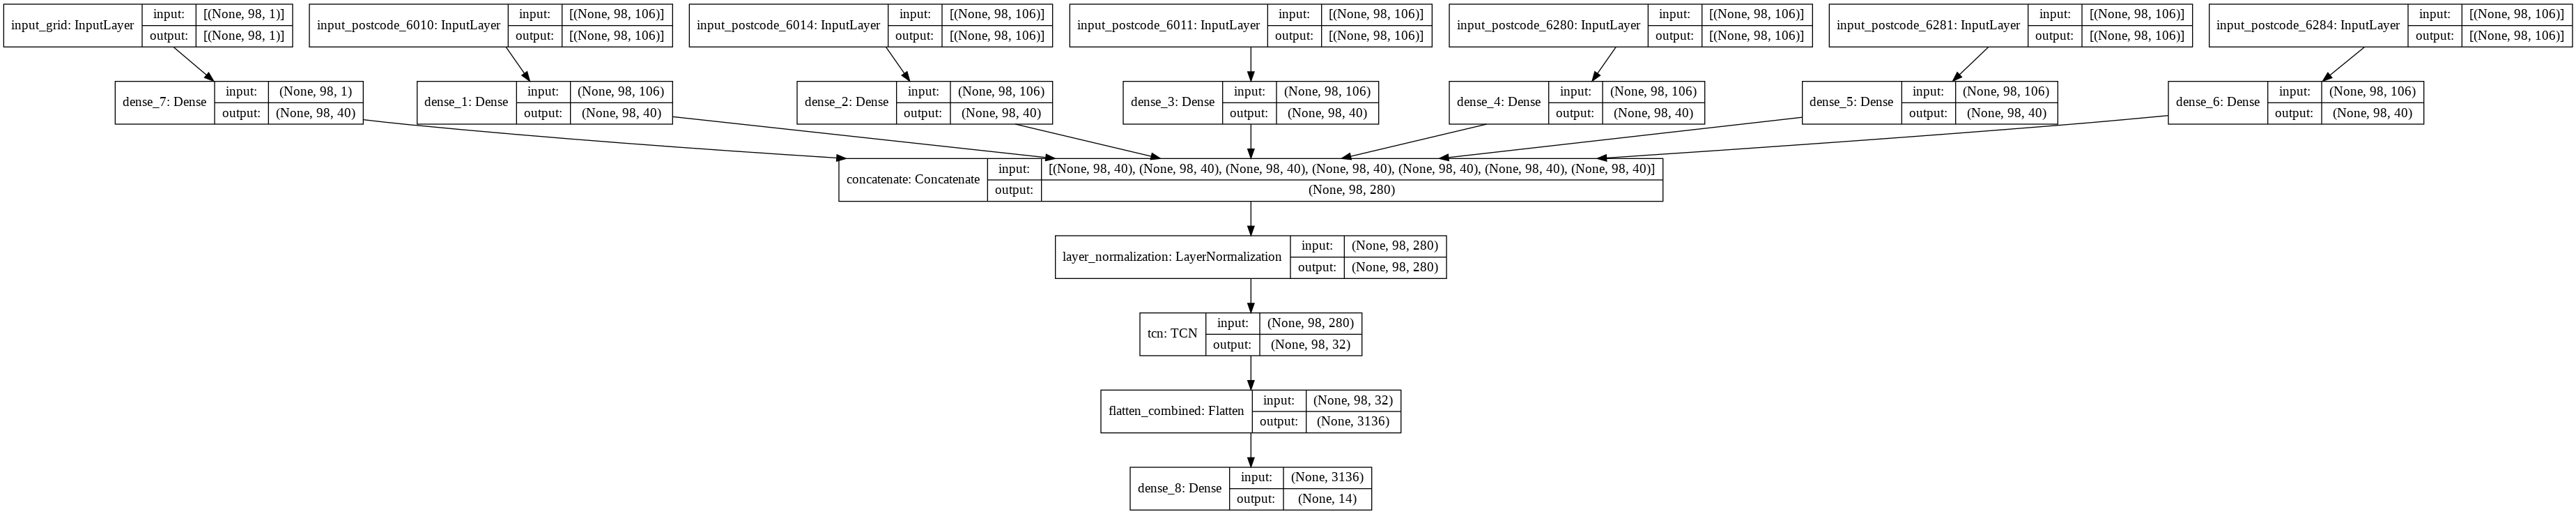 input_grid: InputLayer input: [(None, 98, 1)]
output: [(None, 98, 1)]
input_postcode_6010: InputLayer input: [(None, 98, 106)]
output: [(None, 98, 106)]
input_postcode_6014: InputLayer input: [(None, 98, 106)]
output: [(None, 98, 106)]
input_postcode_6011: InputLayer input: [(None, 98, 106)]
output: [(None, 98, 106)]
input_postcode_6280: InputLayer input: [(None, 98, 106)]
output: [(None, 98, 106)]
input_postcode_6281: InputLayer input: [(None, 98, 106)]
output: [(None, 98, 106)]
input_postcode_6284: InputLayer input: [(None, 98, 106)]
output: [(None, 98, 106)]
dense_7: Dense input: (None, 98, 1)
output: (None, 98, 40)
dense_1: Dense input: (None, 98, 106)
output: (None, 98, 40)
dense_2: Dense input: (None, 98, 106)
output: (None, 98, 40)
dense_3: Dense input: (None, 98, 106)
output: (None, 98, 40)
dense_4: Dense input: (None, 98, 106)
output: (None, 98, 40)
dense_5: Dense input: (None, 98, 106)
output: (None, 98, 40)
dense_6: Dense input: (None, 98, 106)
output: (None, 98, 40)
concatenate: Concatenate input: [(None, 98, 40), (None, 98, 40), (None, 98, 40), (None, 98, 40), (None, 98, 40), (None, 98, 40), (None, 98, 40)]
output: (None, 98, 280)
layer_normalization: LayerNormalization input: (None, 98, 280)
output: (None, 98, 280)
tcn: TCN input: (None, 98, 280)
output: (None, 98, 32)
flatten_combined: Flatten input: (None, 98, 32)
output: (None, 3136)
dense_8: Dense input: (None, 3136)
output: (None, 14)